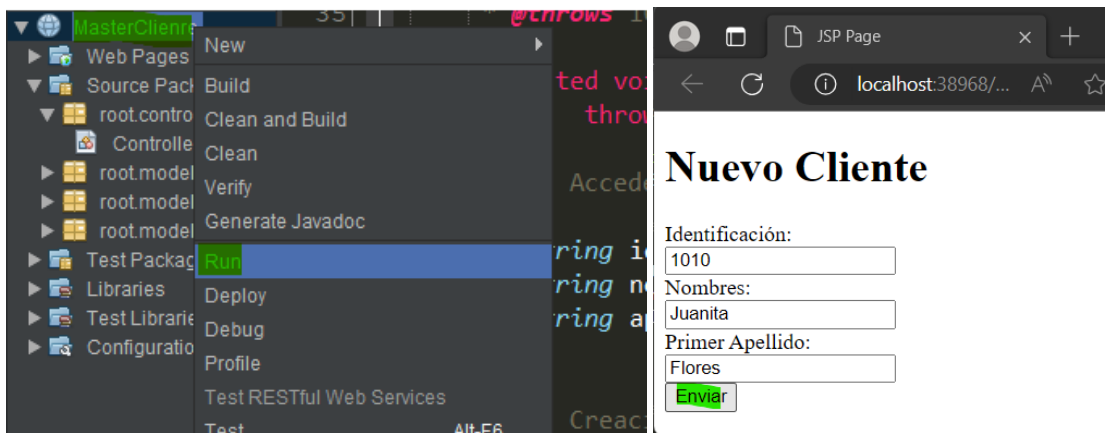 MasterClienre
Web Pages
Source Pack
root.contro
Controlle
root.model
root.model
root.model
Test Packag
Libraries
Test Librarie
Configuratio
New
Build
Clean and Build
Clean
Verify
Generate Javadoc
Run
Deploy
Debug
Profile
Test RESTful Web Services
Test Alt-F6
35
* @throws
ted vo
throw
Accede
ring
ring
ring
Creac
JSP Page
localhost:38968/...
Nuevo Cliente
Identificación:
1010
Nombres:
Juanita
Primer Apellido:
Flores
Enviar